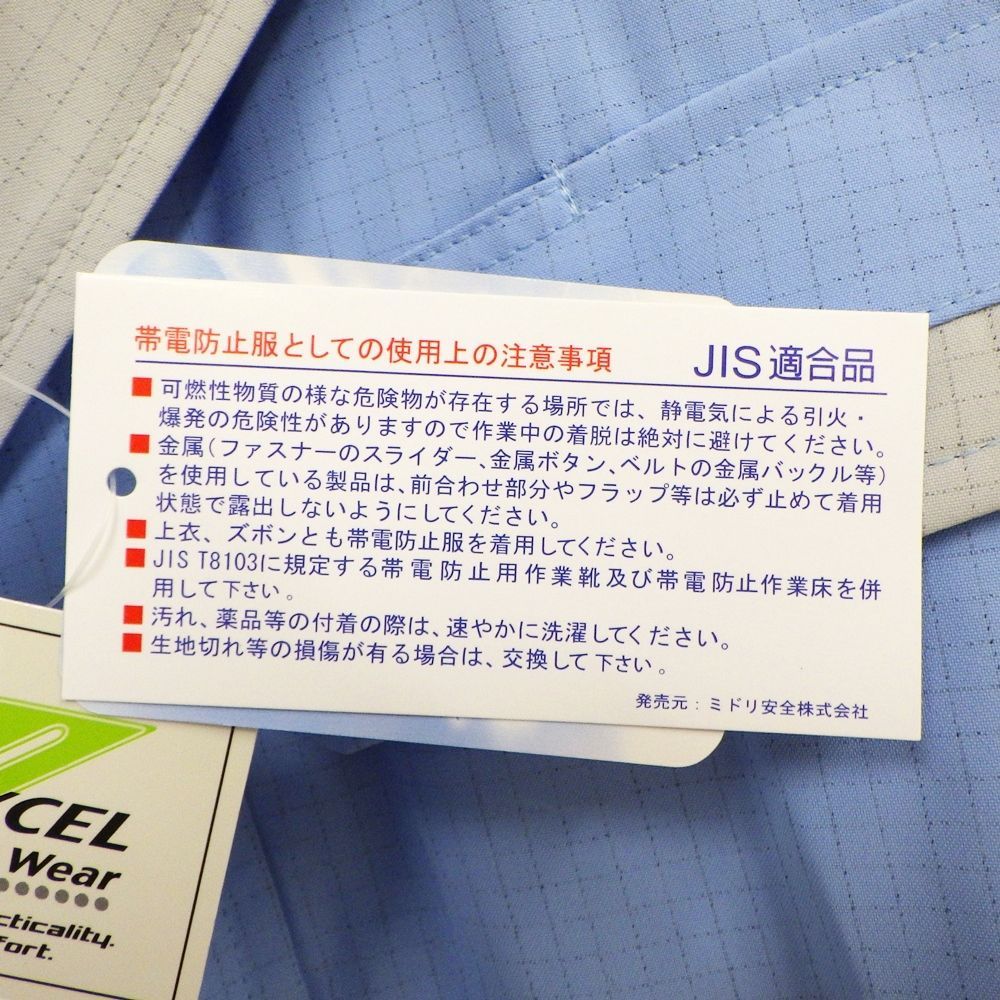 帯電防止服としての使用上の注意事項
JIS適合品
■ 可燃性物質の様な危険物が存在する場所では、静電気による引火・
爆発の危険性がありますので作業中の着脱は絶対に避けてください。
■ 金属(ファスナーのスライダー、金属ボタン、ベルトの金属バックル等)
を使用している製品は、前合わせ部分やフラップ等は必ず止めて着用
状態で露出しないようにしてください。
■ 上衣、ズボンとも帯電防止服を着用してください。
■ JIS T8103に規定する帯電防止用作業靴及び帯電防止作業床を併
用して下さい。
■ 汚れ、薬品等の付着の際は、速やかに洗濯してください。
■ 生地切れ等の損傷が有る場合は、交換して下さい。
発売元：ミドリ安全株式会社
CEL
Wear
cticality.
fort.